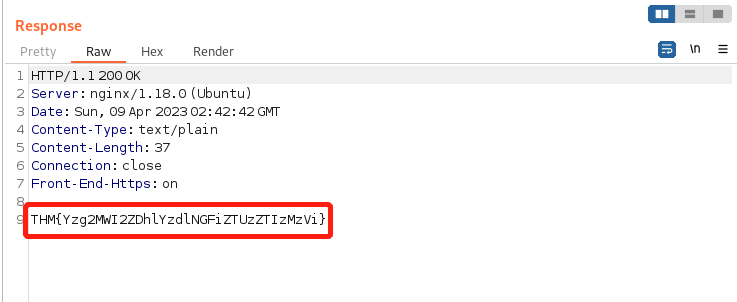 Response
Pretty Raw Hex Render \n
1 HTTP/1.1 200 OK
2 Server: nginx/1.18.0 (Ubuntu)
3 Date: Sun, 09 Apr 2023 02:42:42 GMT
4 Content-Type: text/plain
5 Content-Length: 37
6 Connection: close
7 Front-End-Https: on
8
9 THM{Yzg2MWI2ZDhlYzdlNGFiZTUzZTIzMzVi}